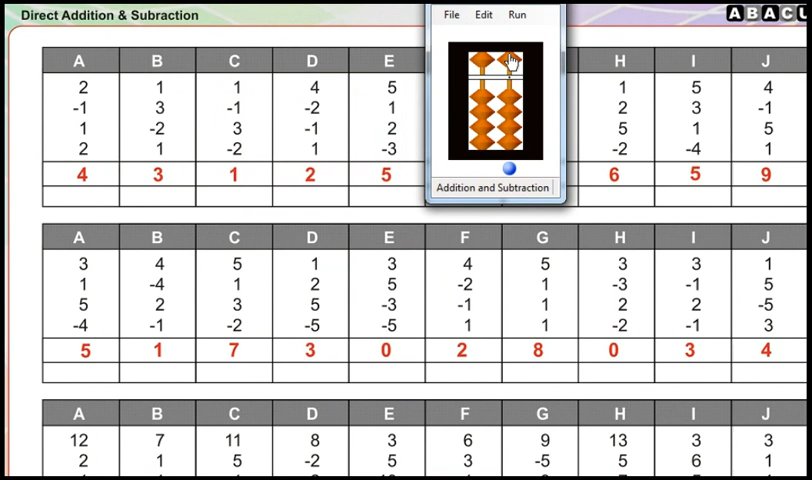 Direct Addition & Subtraction
ABACU
File Edit Run
A B C D E H I J
2 1 1 4 5 1 5 4
-1 3 -1 -2 1 2 3 -1
1 -2 3 -1 2 5 1 5
2 1 -2 1 -3 -2 -4 1
4 3 1 2 5 6 5 9
Addition and Subtraction
A B C D E F G H I J
3 4 5 1 3 4 5 3 3 1
1 -4 1 2 5 -2 1 -3 -1 5
5 2 3 5 -3 -1 1 2 2 -5
-4 -1 -2 -5 -5 1 1 -2 -1 3
5 1 7 3 0 2 8 0 3 4
A B C D E F G H I J
12 7 11 8 3 6 9 13 3 3
2 1 5 -2 5 3 -5 5 6 1